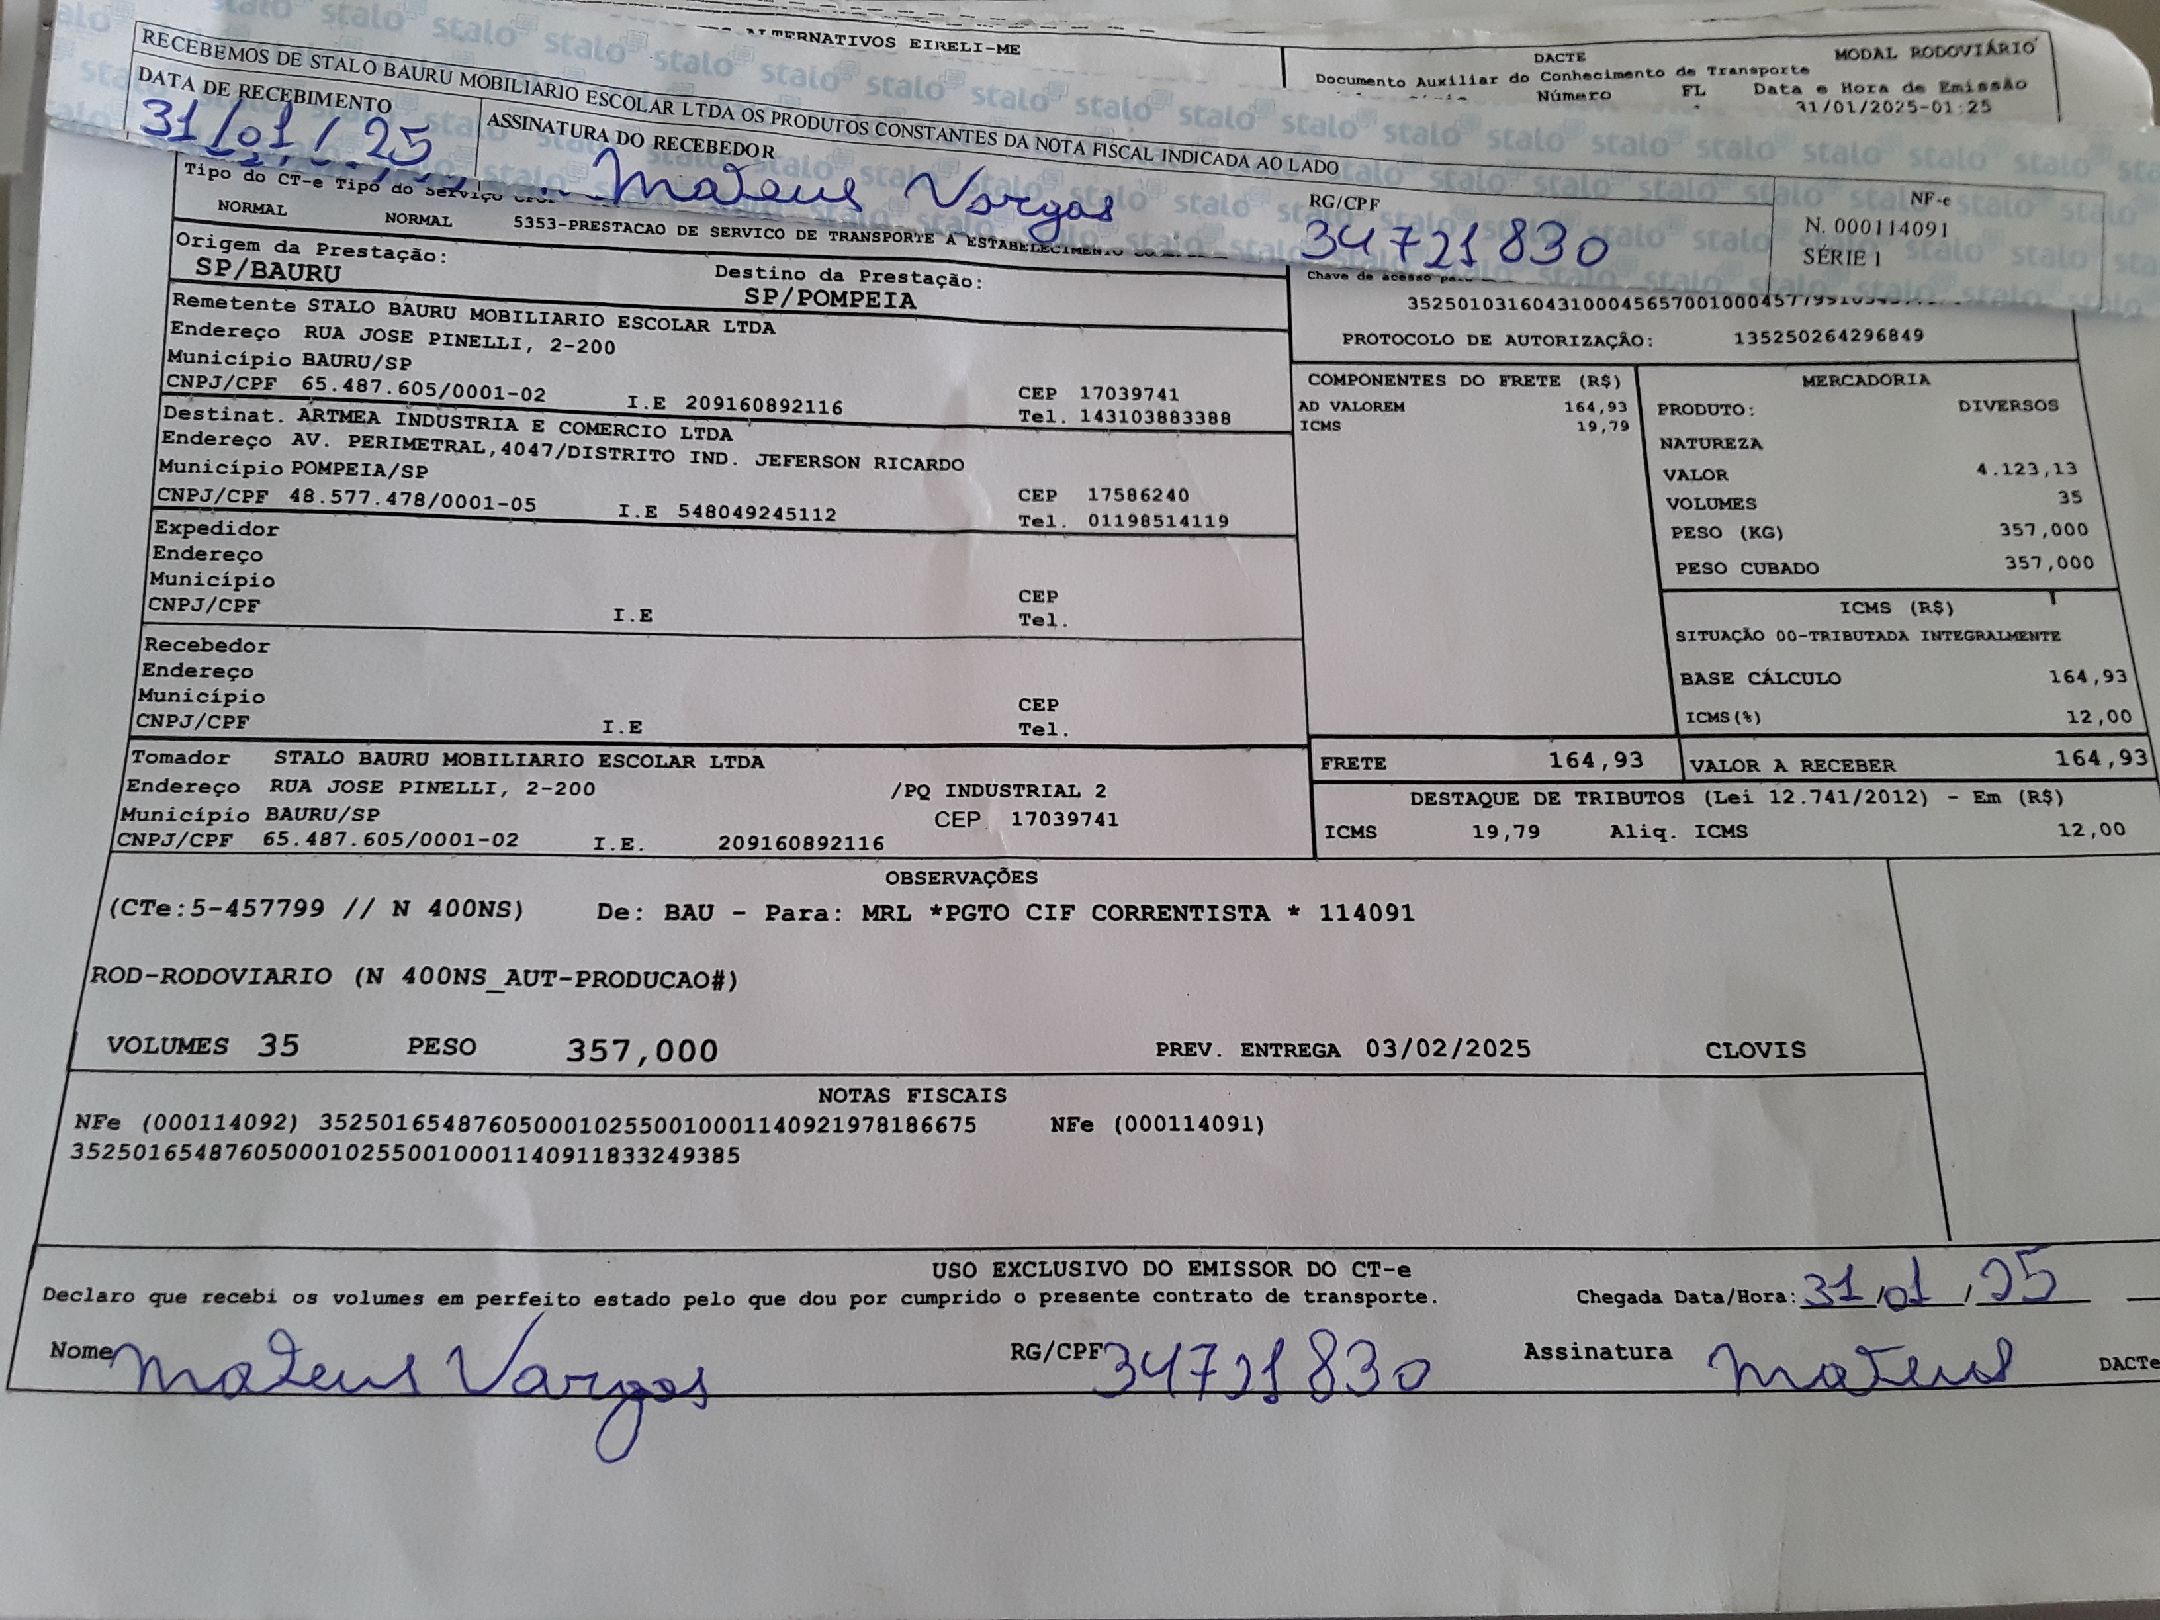 ALTERNATIVOS EIRELI-ME
DACTE
MODAL RODOVIÁRIO
Documento Auxiliar do Conhecimento de Transporte
Número FL Data e Hora de Emissão
31/01/2025-01:25
RECEBEMOS DE STALO BAURU MOBILIARIO ESCOLAR LTDA OS PRODUTOS CONSTANTES DA NOTA FISCAL INDICADA AO LADO
DATA DE RECEBIMENTO
31/01/25
ASSINATURA DO RECEBEDOR
Mateus Vargas
RG/CPF
34721830
NF-e
N. 000114091
SÉRIE 1
stalo
Tipo do CT-e Tipo do Serviço
NORMAL NORMAL 5353-PRESTACAO DE SERVICO DE TRANSPORTE A ESTABELECIMENTO
Origem da Prestação:
SP/BAURU
Destino da Prestação:
SP/POMPEIA
Chave de acesso
PROTOCOLO DE AUTORIZAÇÃO: 135250264296849
Remetente STALO BAURU MOBILIARIO ESCOLAR LTDA
Endereço RUA JOSE PINELLI, 2-200
Município BAURU/SP CEP 17039741
CNPJ/CPF 65.487.605/0001-02 I.E 209160892116 Tel. 143103883388
Destinat. ARTMEA INDUSTRIA E COMERCIO LTDA
Endereço AV. PERIMETRAL,4047/DISTRITO IND. JEFERSON RICARDO
Município POMPEIA/SP CEP 17586240
CNPJ/CPF 48.577.478/0001-05 I.E 548049245112 Tel. 01198514119
Expedidor
Endereço
Município CEP
CNPJ/CPF I.E Tel.
Recebedor
Endereço
Município CEP
CNPJ/CPF I.E Tel.
Tomador STALO BAURU MOBILIARIO ESCOLAR LTDA
Endereço RUA JOSE PINELLI, 2-200 /PQ INDUSTRIAL 2
Município BAURU/SP CEP 17039741
CNPJ/CPF 65.487.605/0001-02 I.E. 209160892116
COMPONENTES DO FRETE (R$)
AD VALOREM 164,93
ICMS 19,79
MERCADORIA
PRODUTO: DIVERSOS
NATUREZA
VALOR 4.123,13
VOLUMES 35
PESO (KG) 357,000
PESO CUBADO 357,000
ICMS (R$)
SITUAÇÃO 00-TRIBUTADA INTEGRALMENTE
BASE CÁLCULO 164,93
ICMS(%) 12,00
FRETE 164,93 VALOR A RECEBER 164,93
DESTAQUE DE TRIBUTOS (Lei 12.741/2012) - Em (R$)
ICMS 19,79 Aliq. ICMS 12,00
OBSERVAÇÕES
(CTe:5-457799 // N 400NS) De: BAU - Para: MRL *PGTO CIF CORRENTISTA * 114091
ROD-RODOVIARIO (N 400NS_AUT-PRODUCAO#)
VOLUMES 35 PESO 357,000 PREV. ENTREGA 03/02/2025 CLOVIS
NOTAS FISCAIS
NFe (000114092) 35250165487605000102550010001140921978186675 NFe (000114091)
35250165487605000102550010001140911833249385
USO EXCLUSIVO DO EMISSOR DO CT-e
Declaro que recebi os volumes em perfeito estado pelo que dou por cumprido o presente contrato de transporte. Chegada Data/Hora: 31/01/25
Nome Mateus Vargas RG/CPF 34721830 Assinatura Mateus DACTe